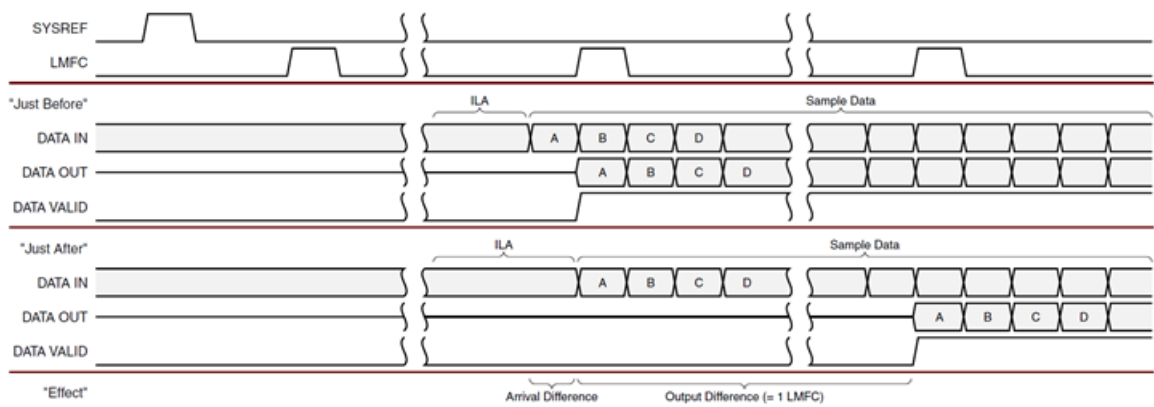 SYSREF
LMFC
"Just Before"
ILA
Sample Data
DATA IN
A B C D
DATA OUT
A B C D
DATA VALID
"Just After"
ILA
Sample Data
DATA IN
A B C D
DATA OUT
A B C D
DATA VALID
"Effect"
Arrival Difference
Output Difference (= 1 LMFC)